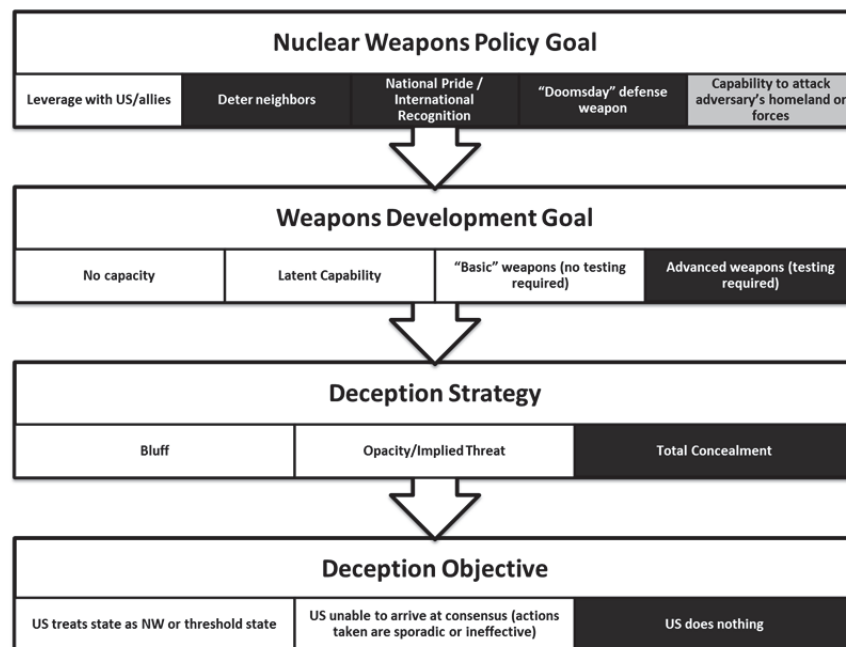 Nuclear Weapons Policy Goal
Leverage with US/allies
Deter neighbors
National Pride /
International
Recognition
“Doomsday” defense
weapon
Capability to attack
adversary’s homeland or
forces
Weapons Development Goal
No capacity
Latent Capability
“Basic” weapons (no testing
required)
Advanced weapons (testing
required)
Deception Strategy
Bluff
Opacity/Implied Threat
Total Concealment
Deception Objective
US treats state as NW or threshold state
US unable to arrive at consensus (actions
taken are sporadic or ineffective)
US does nothing